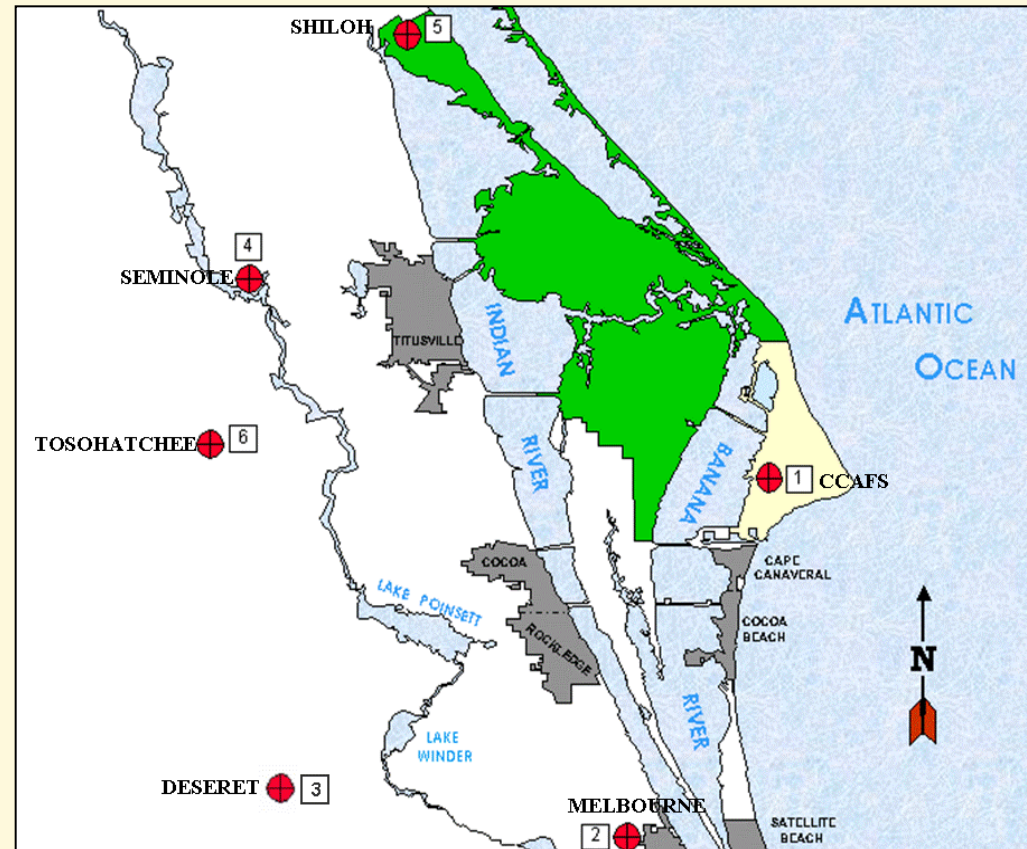 SHILOH
5
4
SEMINOLE
TITUSVILLE
INDIAN
RIVER
ATLANTIC
OCEAN
TOSOHATCHEE
6
BANANA
1
CCAFS
COCOA
CAPE
CANAVERAL
LAKE POINSETT
ROCKLEDGE
COCOA
BEACH
N
RIVER
LAKE
WINDER
DESERET
3
MELBOURNE
2
SATELLITE
BEACH